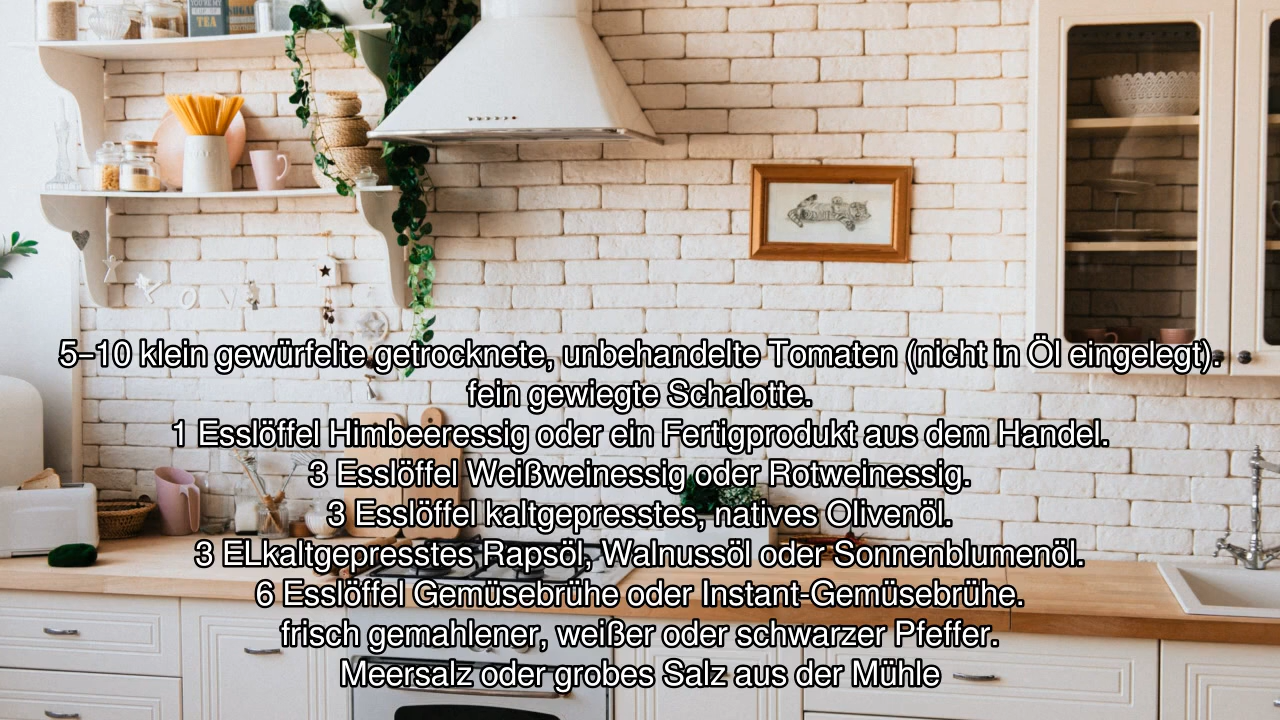 TEA
SUGAR
5–10 klein gewürfelte getrocknete, unbehandelte Tomaten (nicht in Öl eingelegt).
fein gewiegte Schalotte.
1 Esslöffel Himbeeressig oder ein Fertigprodukt aus dem Handel.
3 Esslöffel Weißweinessig oder Rotweinessig.
3 Esslöffel kaltgepresstes, natives Olivenöl.
3 ELkaltgepresstes Rapsöl, Walnussöl oder Sonnenblumenöl.
6 Esslöffel Gemüsebrühe oder Instant-Gemüsebrühe.
frisch gemahlener, weißer oder schwarzer Pfeffer.
Meersalz oder grobes Salz aus der Mühle